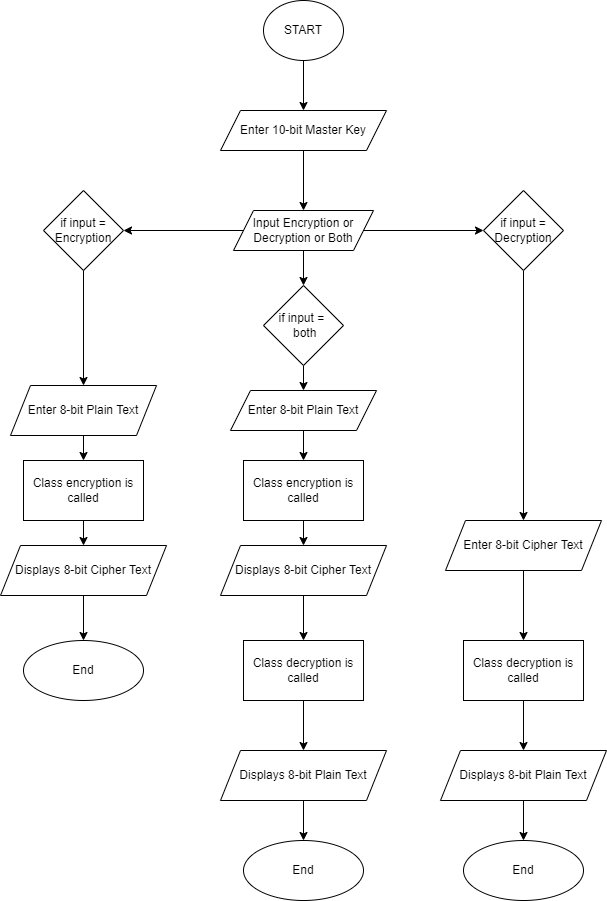 START
Enter 10-bit Master Key
if input =
Encryption
Input Encryption or
Decryption or Both
if input =
Decryption
if input =
both
Enter 8-bit Plain Text
Enter 8-bit Plain Text
Class encryption is
called
Class encryption is
called
Enter 8-bit Cipher Text
Displays 8-bit Cipher Text
Displays 8-bit Cipher Text
End
Class decryption is
called
Class decryption is
called
Displays 8-bit Plain Text
Displays 8-bit Plain Text
End
End